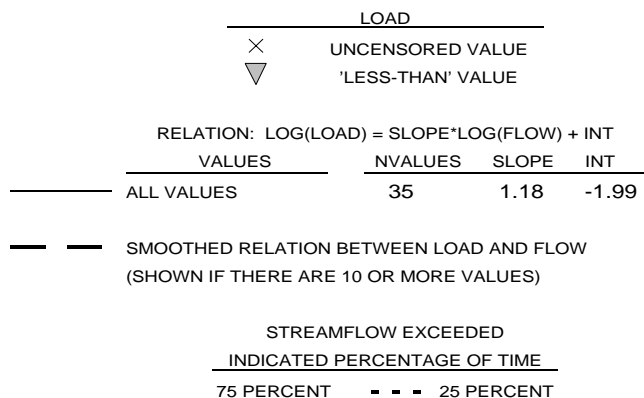 LOAD
UNCENSORED VALUE
'LESS-THAN' VALUE
RELATION: LOG(LOAD) = SLOPE*LOG(FLOW) + INT
VALUES NVALUES SLOPE INT
ALL VALUES 35 1.18 -1.99
SMOOTHED RELATION BETWEEN LOAD AND FLOW
(SHOWN IF THERE ARE 10 OR MORE VALUES)
STREAMFLOW EXCEEDED
INDICATED PERCENTAGE OF TIME
75 PERCENT 25 PERCENT